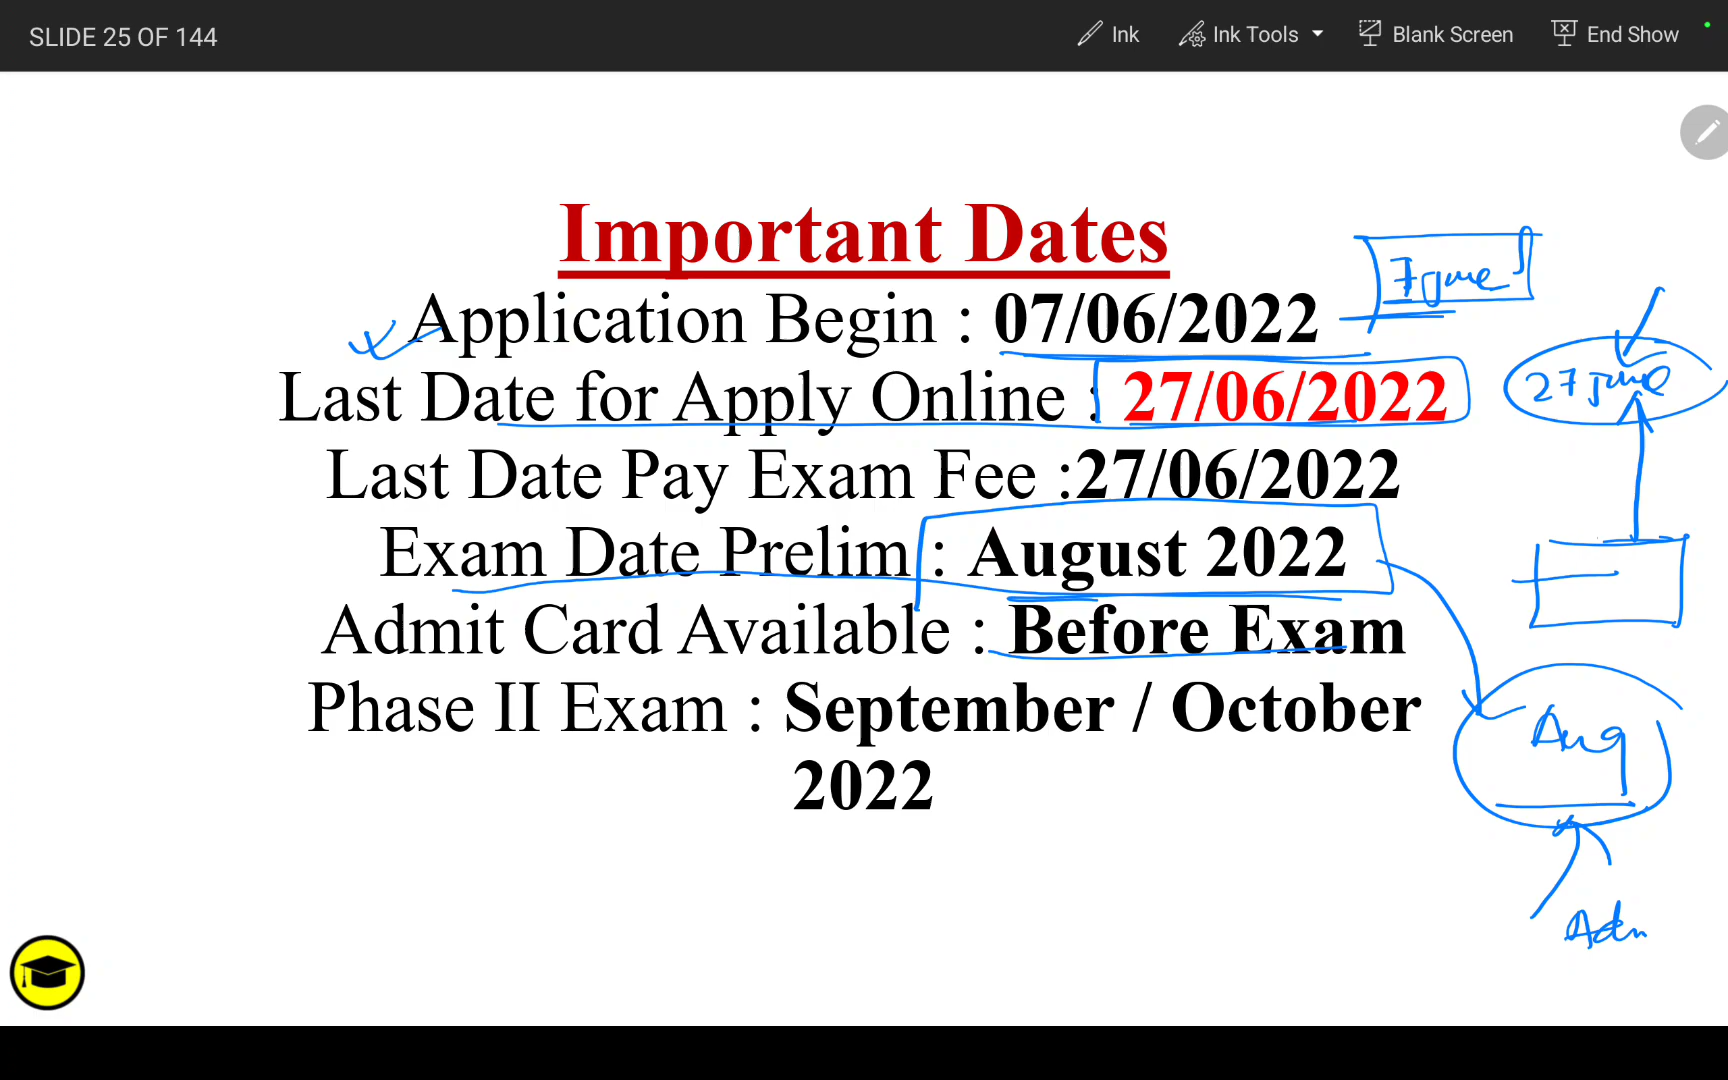 SLIDE 25 OF 144
Ink
Ink Tools
Blank Screen
End Show
Important Dates
Application Begin : 07/06/2022
7 June
Last Date for Apply Online : 27/06/2022
27 June
Last Date Pay Exam Fee :27/06/2022
Exam Date Prelim : August 2022
Admit Card Available : Before Exam
Phase II Exam : September / October
2022
Aug
Adm